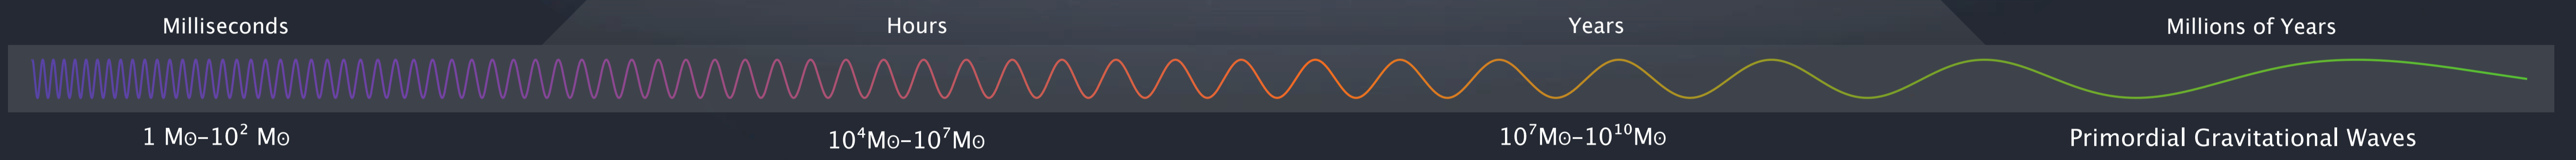 Milliseconds Hours Years Millions of Years
1 M⊙–10² M⊙ 10⁴M⊙–10⁷M⊙ 10⁷M⊙–10¹⁰M⊙ Primordial Gravitational Waves